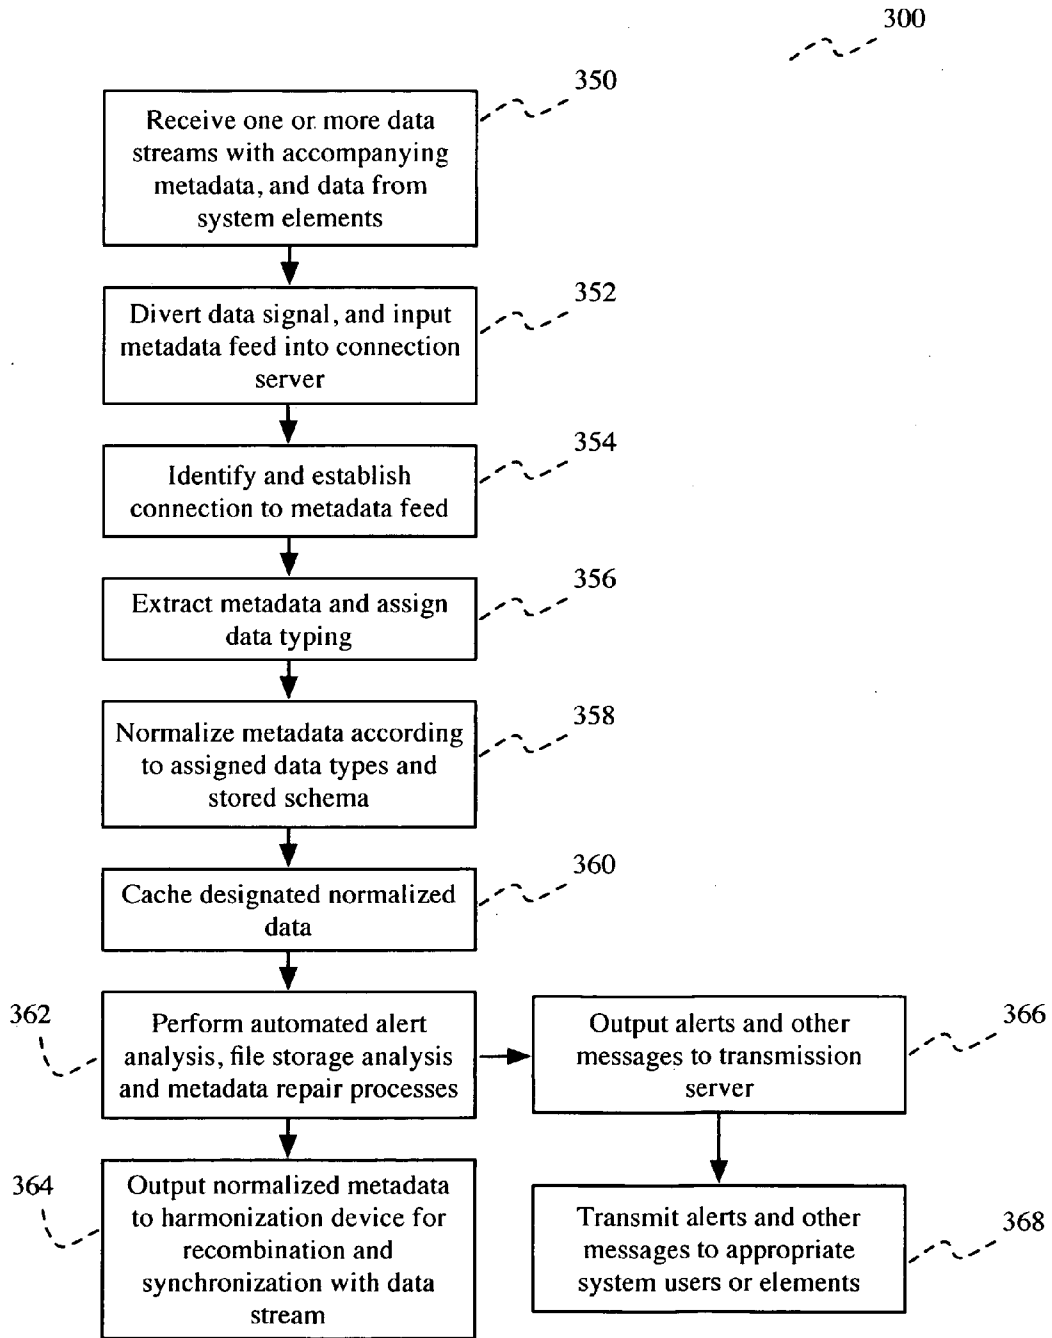 300
350
Receive one or more data
streams with accompanying
metadata, and data from
system elements
352
Divert data signal, and input
metadata feed into connection
server
354
Identify and establish
connection to metadata feed
356
Extract metadata and assign
data typing
358
Normalize metadata according
to assigned data types and
stored schema
360
Cache designated normalized
data
362
Perform automated alert
analysis, file storage analysis
and metadata repair processes
366
Output alerts and other
messages to transmission
server
364
Output normalized metadata
to harmonization device for
recombination and
synchronization with data
stream
368
Transmit alerts and other
messages to appropriate
system users or elements